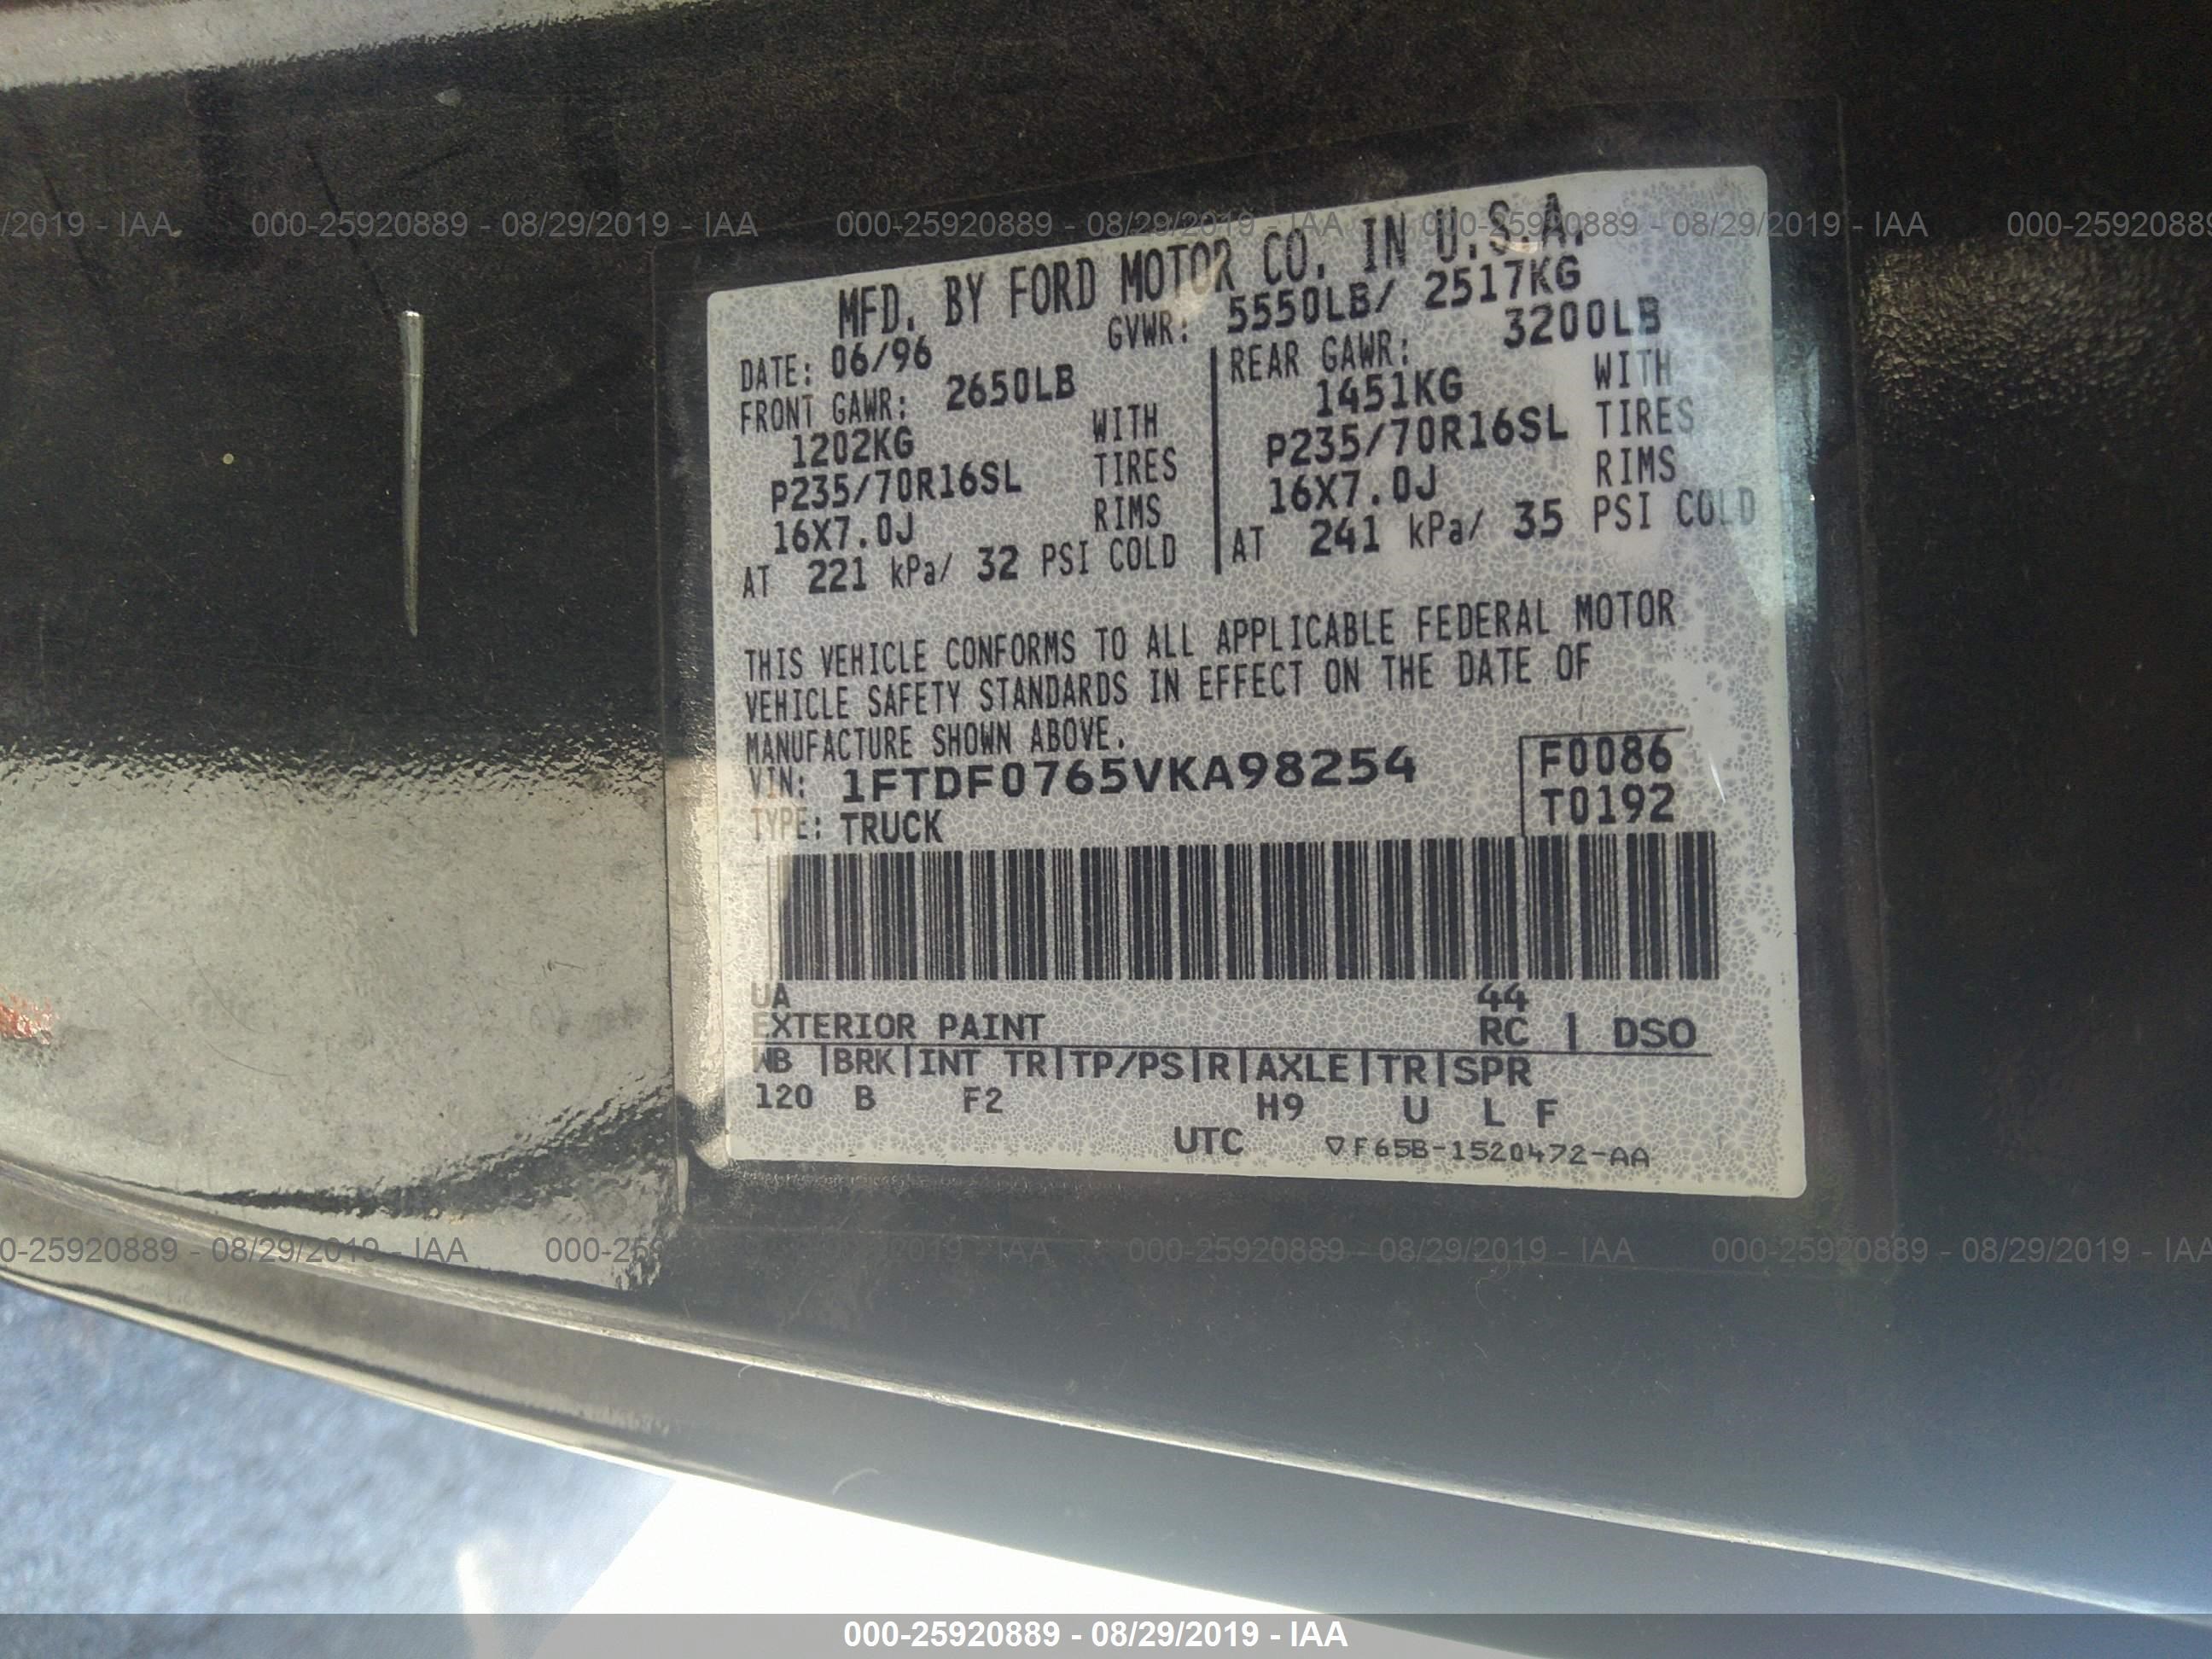 000-25920889 - 08/29/2019 - IAA
MFD. BY FORD MOTOR CO. IN U.S.A.
DATE: 06/96 GVWR: 5550LB/ 2517KG
FRONT GAWR: 2650LB
1202KG WITH
P235/70R16SL TIRES
16X7.0J RIMS
AT 221 kPa/ 32 PSI COLD
REAR GAWR: 3200LB
1451KG WITH
P235/70R16SL TIRES
16X7.0J RIMS
AT 241 kPa/ 35 PSI COLD
THIS VEHICLE CONFORMS TO ALL APPLICABLE FEDERAL MOTOR
VEHICLE SAFETY STANDARDS IN EFFECT ON THE DATE OF
MANUFACTURE SHOWN ABOVE.
VIN: 1FTDF0765VKA98254
TYPE: TRUCK
F0086
T0192
UA 44
EXTERIOR PAINT RC | DSO
WB |BRK|INT TR|TP/PS|R|AXLE|TR|SPR
120 B F2 H9 U L F
UTC ▽F65B-1520472-AA
000-25920889 - 08/29/2019 - IAA
000-25920889 - 08/29/2019 - IAA